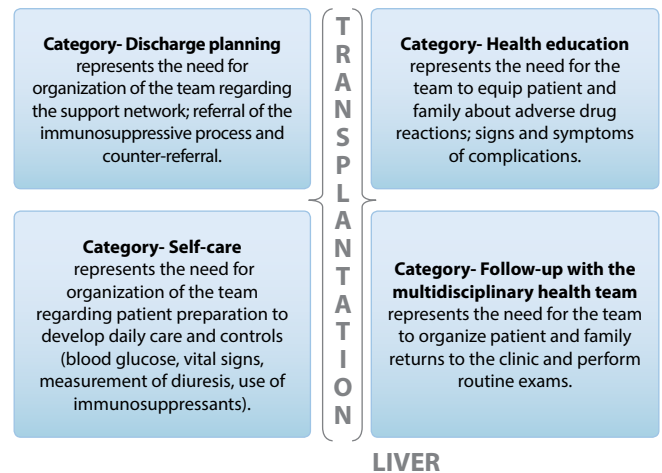 Category- Discharge planning
represents the need for
organization of the team regarding
the support network; referral of the
immunosuppressive process and
counter-referral.
Category- Health education
represents the need for the
team to equip patient and
family about adverse drug
reactions; signs and symptoms
of complications.
Category- Self-care
represents the need for
organization of the team
regarding patient preparation to
develop daily care and controls
(blood glucose, vital signs,
measurement of diuresis, use of
immunosuppressants).
Category- Follow-up with the
multidisciplinary health team
represents the need for the team
to organize patient and family
returns to the clinic and perform
routine exams.
TRANSPLANTATION
LIVER